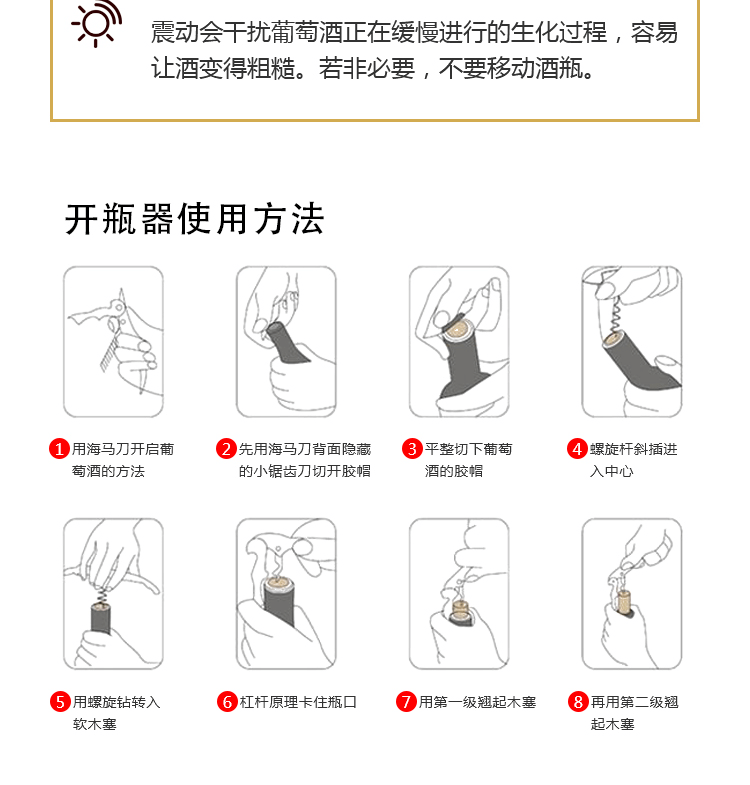 震动会干扰葡萄酒正在缓慢进行的生化过程，容易
让酒变得粗糙。若非必要，不要移动酒瓶。
开瓶器使用方法
1 用海马刀开启葡
萄酒的方法
2 先用海马刀背面隐藏
的小锯齿刀切开胶帽
3 平整切下葡萄
酒的胶帽
4 螺旋杆斜插进
入中心
5 用螺旋钻转入
软木塞
6 杠杆原理卡住瓶口
7 用第一级翘起木塞
8 再用第二级翘
起木塞